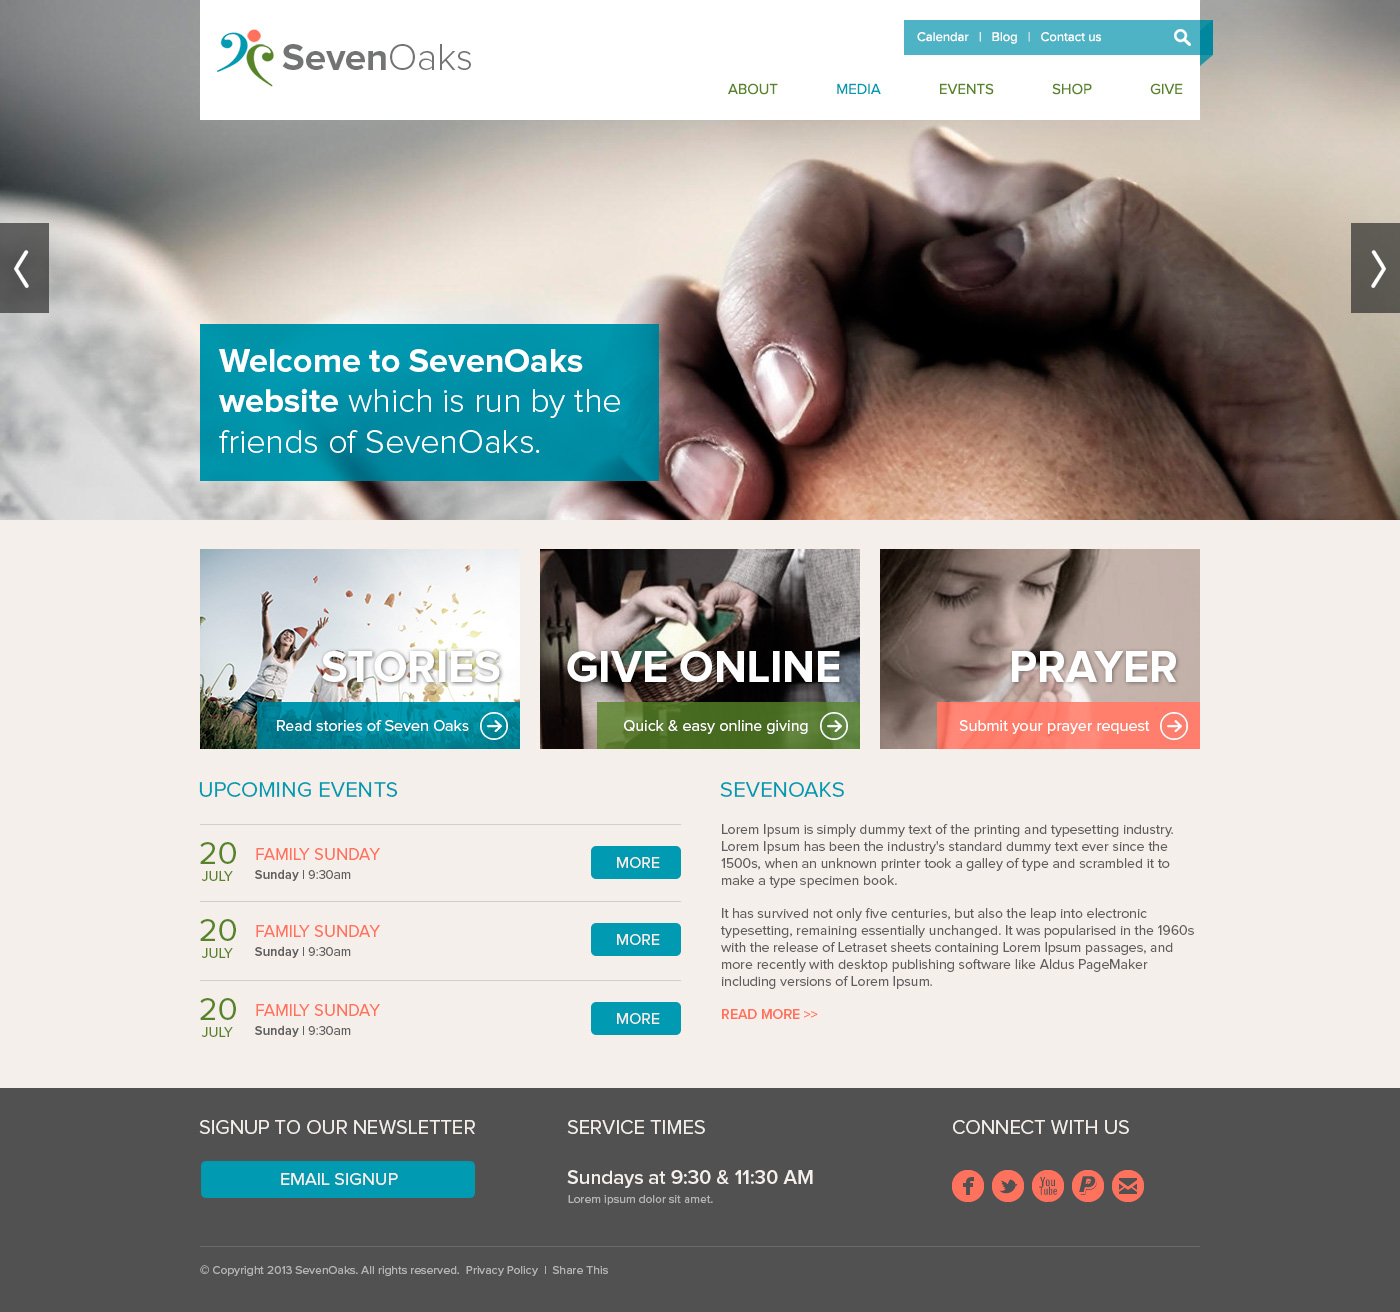 SevenOaks
Calendar | Blog | Contact us
ABOUT MEDIA EVENTS SHOP GIVE
Welcome to SevenOaks
website which is run by the
friends of SevenOaks.
STORIES
Read stories of Seven Oaks
GIVE ONLINE
Quick & easy online giving
PRAYER
Submit your prayer request
UPCOMING EVENTS
20
JULY
FAMILY SUNDAY
Sunday | 9:30am
MORE
20
JULY
FAMILY SUNDAY
Sunday | 9:30am
MORE
20
JULY
FAMILY SUNDAY
Sunday | 9:30am
MORE
SEVENOAKS
Lorem Ipsum is simply dummy text of the printing and typesetting industry.
Lorem Ipsum has been the industry's standard dummy text ever since the
1500s, when an unknown printer took a galley of type and scrambled it to
make a type specimen book.
It has survived not only five centuries, but also the leap into electronic
typesetting, remaining essentially unchanged. It was popularised in the 1960s
with the release of Letraset sheets containing Lorem Ipsum passages, and
more recently with desktop publishing software like Aldus PageMaker
including versions of Lorem Ipsum.
READ MORE >>
SIGNUP TO OUR NEWSLETTER
EMAIL SIGNUP
SERVICE TIMES
Sundays at 9:30 & 11:30 AM
Lorem ipsum dolor sit amet.
CONNECT WITH US
You
Tube
© Copyright 2013 SevenOaks. All rights reserved. Privacy Policy | Share This